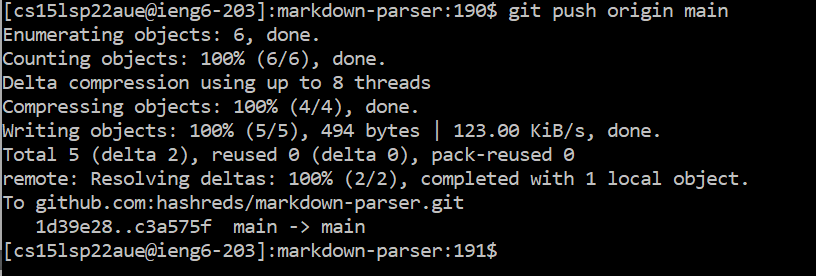 [cs15lsp22aue@ieng6-203]:markdown-parser:190$ git push origin main
Enumerating objects: 6, done.
Counting objects: 100% (6/6), done.
Delta compression using up to 8 threads
Compressing objects: 100% (4/4), done.
Writing objects: 100% (5/5), 494 bytes | 123.00 KiB/s, done.
Total 5 (delta 2), reused 0 (delta 0), pack-reused 0
remote: Resolving deltas: 100% (2/2), completed with 1 local object.
To github.com:hashreds/markdown-parser.git
   1d39e28..c3a575f  main -> main
[cs15lsp22aue@ieng6-203]:markdown-parser:191$